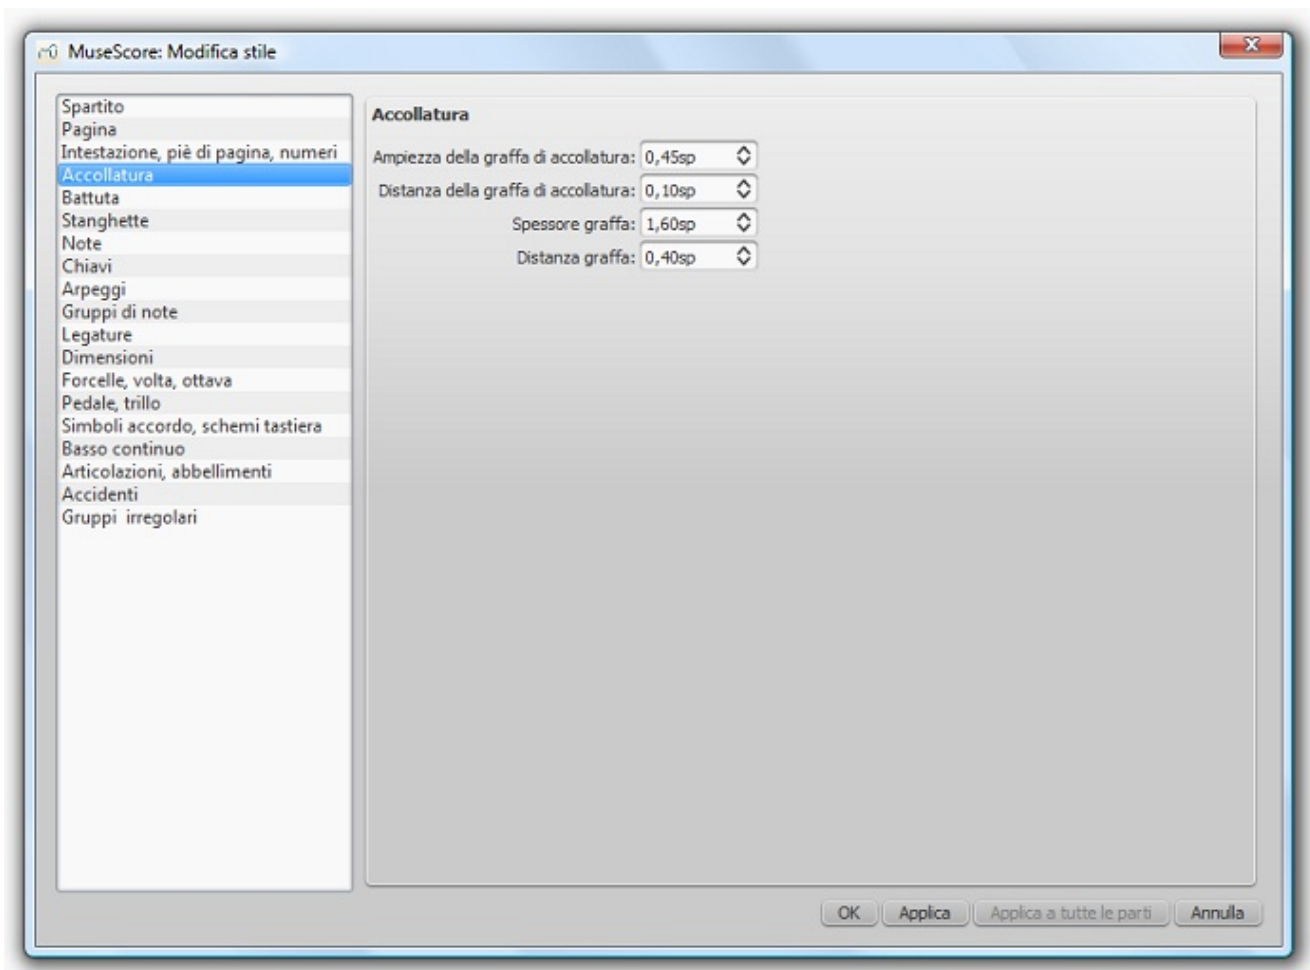 MuseScore: Modifica stile
Spartito
Pagina
Intestazione, piè di pagina, numeri
Accollatura
Battuta
Stanghette
Note
Chiavi
Arpeggi
Gruppi di note
Legature
Dimensioni
Forcelle, volta, ottava
Pedale, trillo
Simboli accordo, schemi tastiera
Basso continuo
Articolazioni, abbellimenti
Accidenti
Gruppi irregolari
Accollatura
Ampiezza della graffa di accollatura: 0,45sp
Distanza della graffa di accollatura: 0,10sp
Spessore graffa: 1,60sp
Distanza graffa: 0,40sp
OK Applica Applica a tutte le parti Annulla